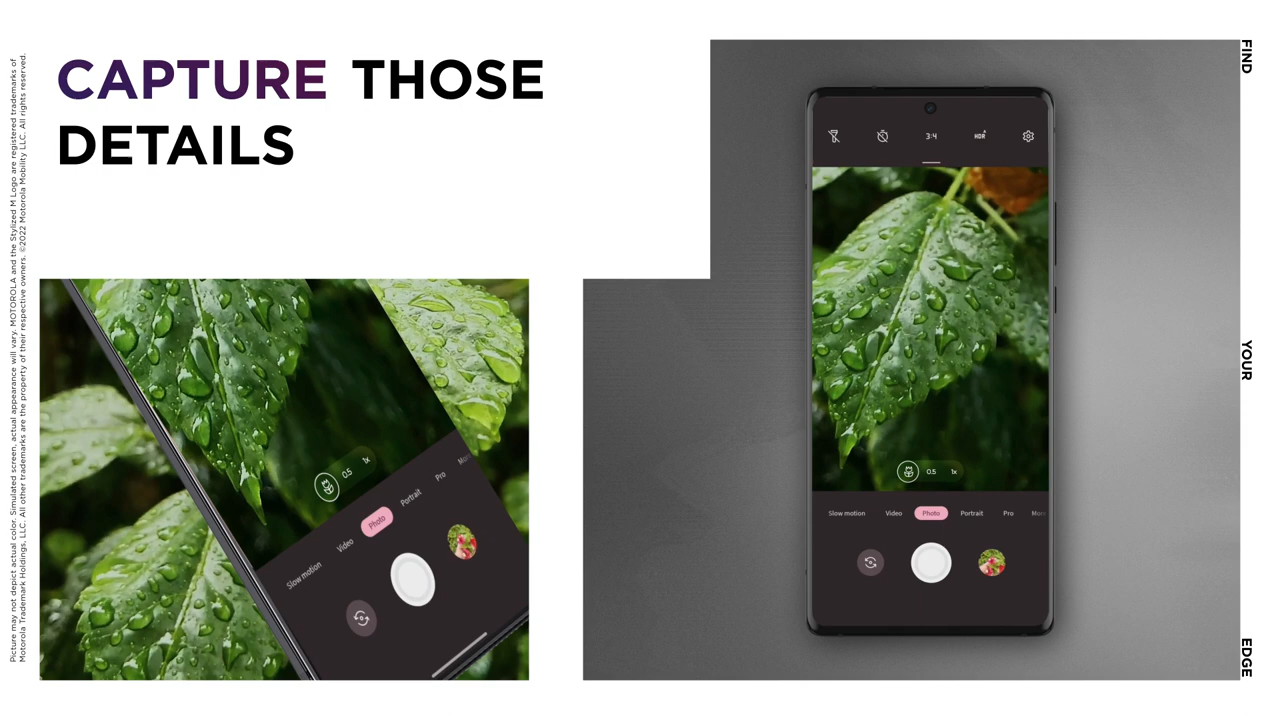 CAPTURE THOSE
DETAILS
Picture may not depict actual color. Simulated screen, actual appearance will vary. MOTOROLA and the Stylized M Logo are registered trademarks of
Motorola Trademark Holdings, LLC. All other trademarks are the property of their respective owners. ©2022 Motorola Mobility LLC. All rights reserved.
0.5 1x
Slow motion Video Photo Portrait Pro Mor
3:4 HDR
0.5 1x
Slow motion Video Photo Portrait Pro More
FIND
YOUR
EDGE